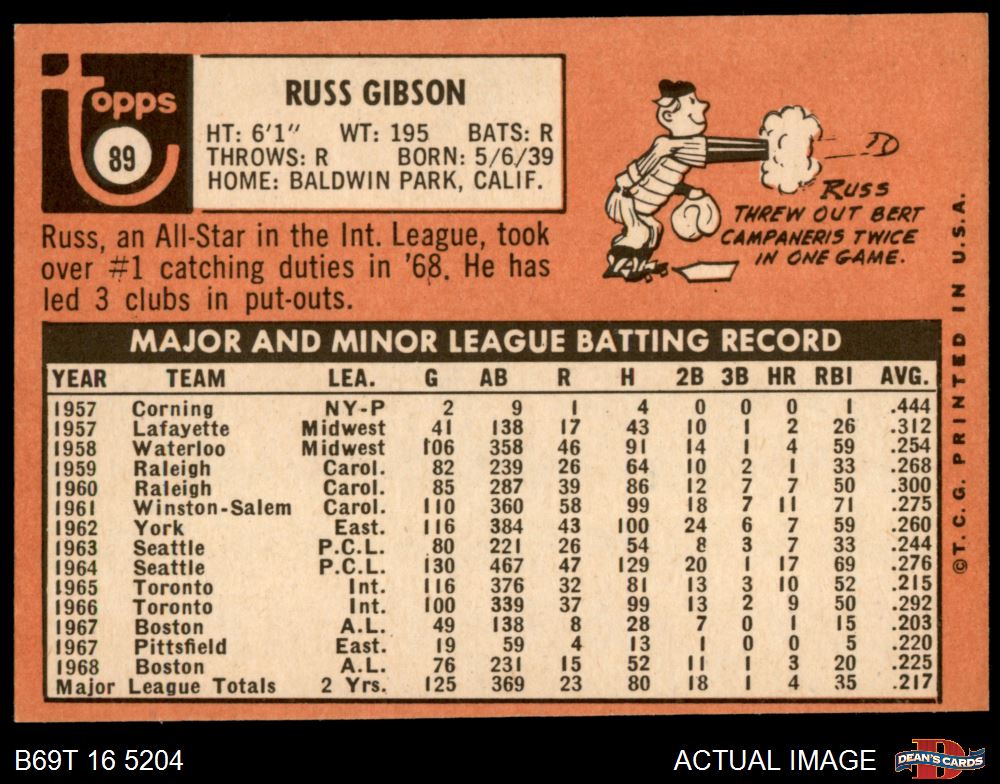 Topps
89
RUSS GIBSON
HT: 6'1" WT: 195 BATS: R
THROWS: R BORN: 5/6/39
HOME: BALDWIN PARK, CALIF.
RUSS
THREW OUT BERT
CAMPANERIS TWICE
IN ONE GAME.
Russ, an All-Star in the Int. League, took
over #1 catching duties in '68. He has
led 3 clubs in put-outs.
MAJOR AND MINOR LEAGUE BATTING RECORD
YEAR TEAM LEA. G AB R H 2B 3B HR RBI AVG.
1957 Corning NY-P 2 9 1 4 0 0 0 1 .444
1957 Lafayette Midwest 41 138 17 43 10 1 2 26 .312
1958 Waterloo Midwest 106 358 46 91 14 1 4 59 .254
1959 Raleigh Carol. 82 239 26 64 10 2 1 33 .268
1960 Raleigh Carol. 85 287 39 86 12 7 7 50 .300
1961 Winston-Salem Carol. 110 360 58 99 18 7 11 71 .275
1962 York East. 116 384 43 100 24 6 7 59 .260
1963 Seattle P.C.L. 80 221 26 54 8 3 7 33 .244
1964 Seattle P.C.L. 130 467 47 129 20 1 17 69 .276
1965 Toronto Int. 116 376 32 81 13 3 10 52 .215
1966 Toronto Int. 100 339 37 99 13 2 9 50 .292
1967 Boston A.L. 49 138 8 28 7 0 1 15 .203
1967 Pittsfield East. 19 59 4 13 1 0 0 5 .220
1968 Boston A.L. 76 231 15 52 11 1 3 20 .225
Major League Totals 2 Yrs. 125 369 23 80 18 1 4 35 .217
©T. C. G. PRINTED IN U.S.A.
B69T 16 5204
ACTUAL IMAGE
DEAN'S CARDS